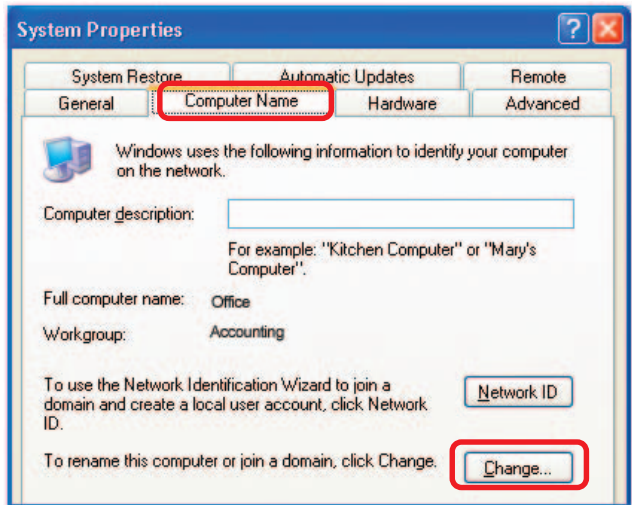 System Properties
System Restore Automatic Updates Remote
General Computer Name Hardware Advanced
Windows uses the following information to identify your computer
on the network.
Computer description:
For example: "Kitchen Computer" or "Mary's
Computer".
Full computer name: Office
Workgroup: Accounting
To use the Network Identification Wizard to join a
domain and create a local user account, click Network
ID.
Network ID
To rename this computer or join a domain, click Change.
Change...